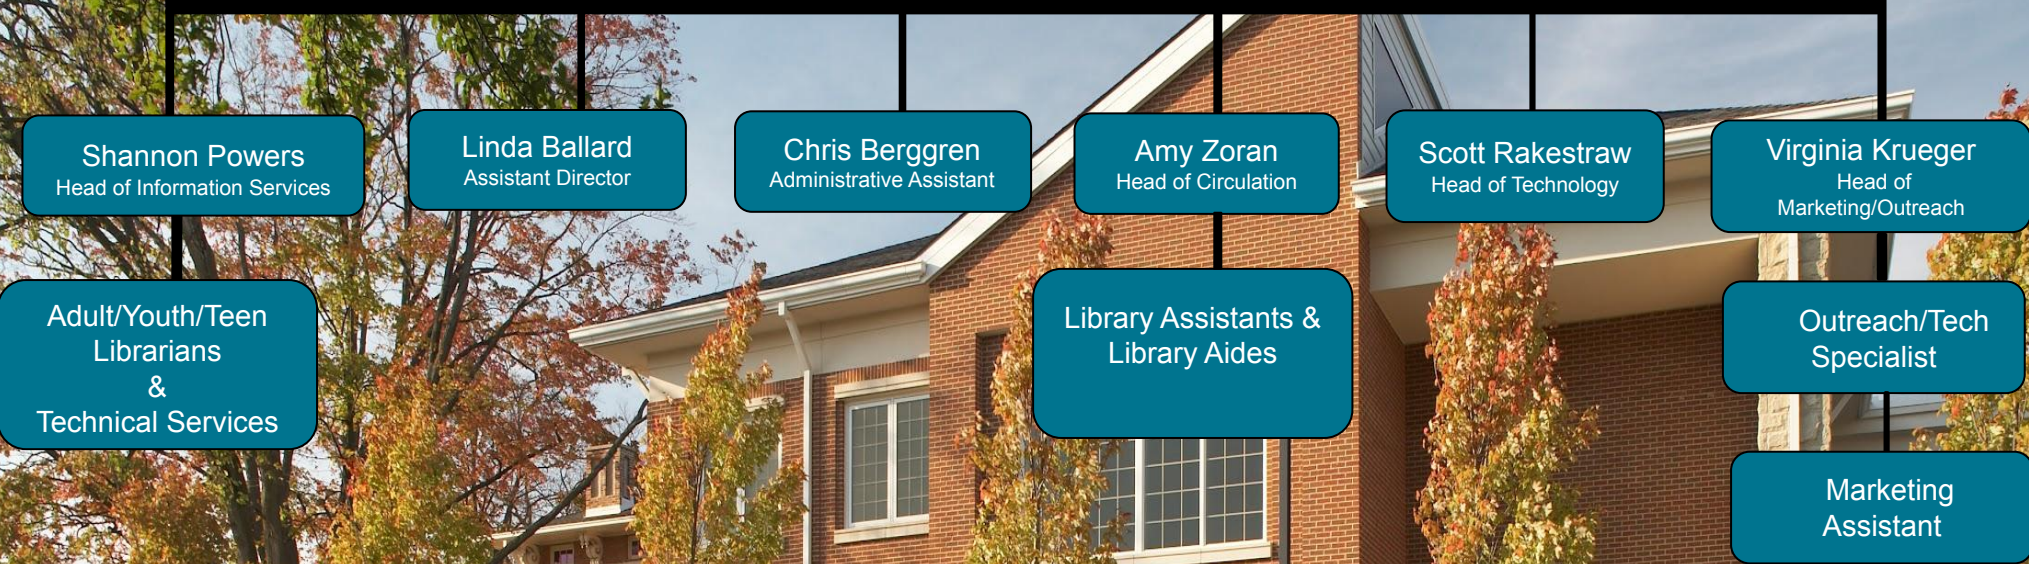 Shannon Powers
Head of Information Services
Linda Ballard
Assistant Director
Chris Berggren
Administrative Assistant
Amy Zoran
Head of Circulation
Scott Rakestraw
Head of Technology
Virginia Krueger
Head of
Marketing/Outreach
Adult/Youth/Teen
Librarians
&
Technical Services
Library Assistants &
Library Aides
Outreach/Tech
Specialist
Marketing
Assistant